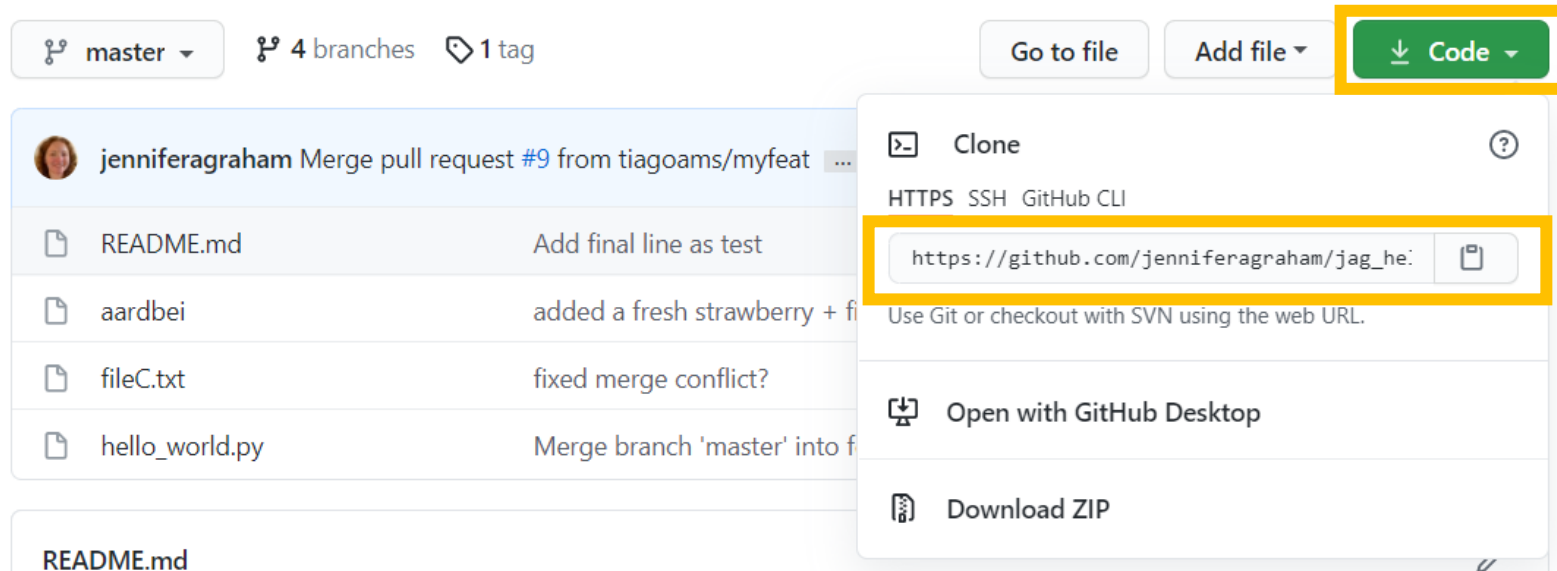 master 4 branches 1 tag Go to file Add file Code
jenniferagraham Merge pull request #9 from tiagoams/myfeat ...
README.md Add final line as test
aardbei added a fresh strawberry +
fileC.txt fixed merge conflict?
hello_world.py Merge branch 'master' into
README.md
Clone
HTTPS SSH GitHub CLI
https://github.com/jenniferagraham/jag_he
Use Git or checkout with SVN using the web URL.
Open with GitHub Desktop
Download ZIP